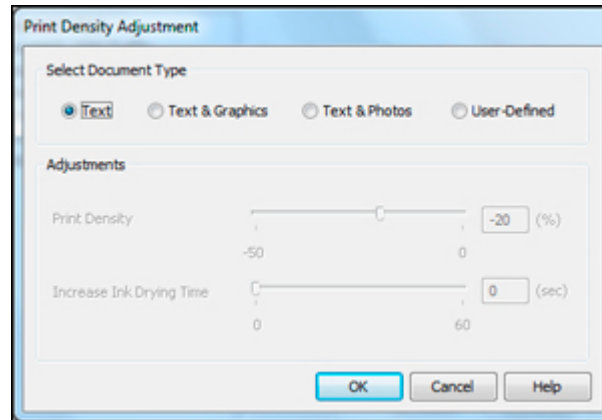 Print Density Adjustment
Select Document Type
Text Text & Graphics Text & Photos User-Defined
Adjustments
Print Density -20 (%)
-50 0
Increase Ink Drying Time 0 (sec)
0 60
OK Cancel Help